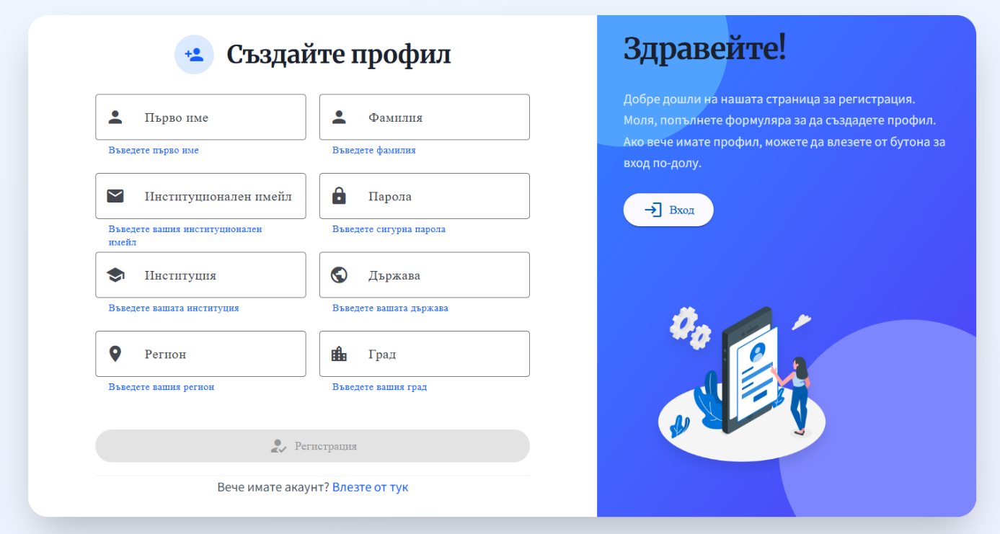 Създайте профил
Първо име
Фамилия
Въведете първо име
Въведете фамилия
Институционален имейл
Парола
Въведете вашия институционален
имейл
Въведете сигурна парола
Институция
Държава
Въведете вашата институция
Въведете вашата държава
Регион
Град
Въведете вашия регион
Въведете вашия град
Регистрация
Вече имате акаунт? Влезте от тук
Здравейте!
Добре дошли на нашата страница за регистрация.
Моля, попълнете формуляра за да създадете профил.
Ако вече имате профил, можете да влезете от бутона за
вход по-долу.
Вход